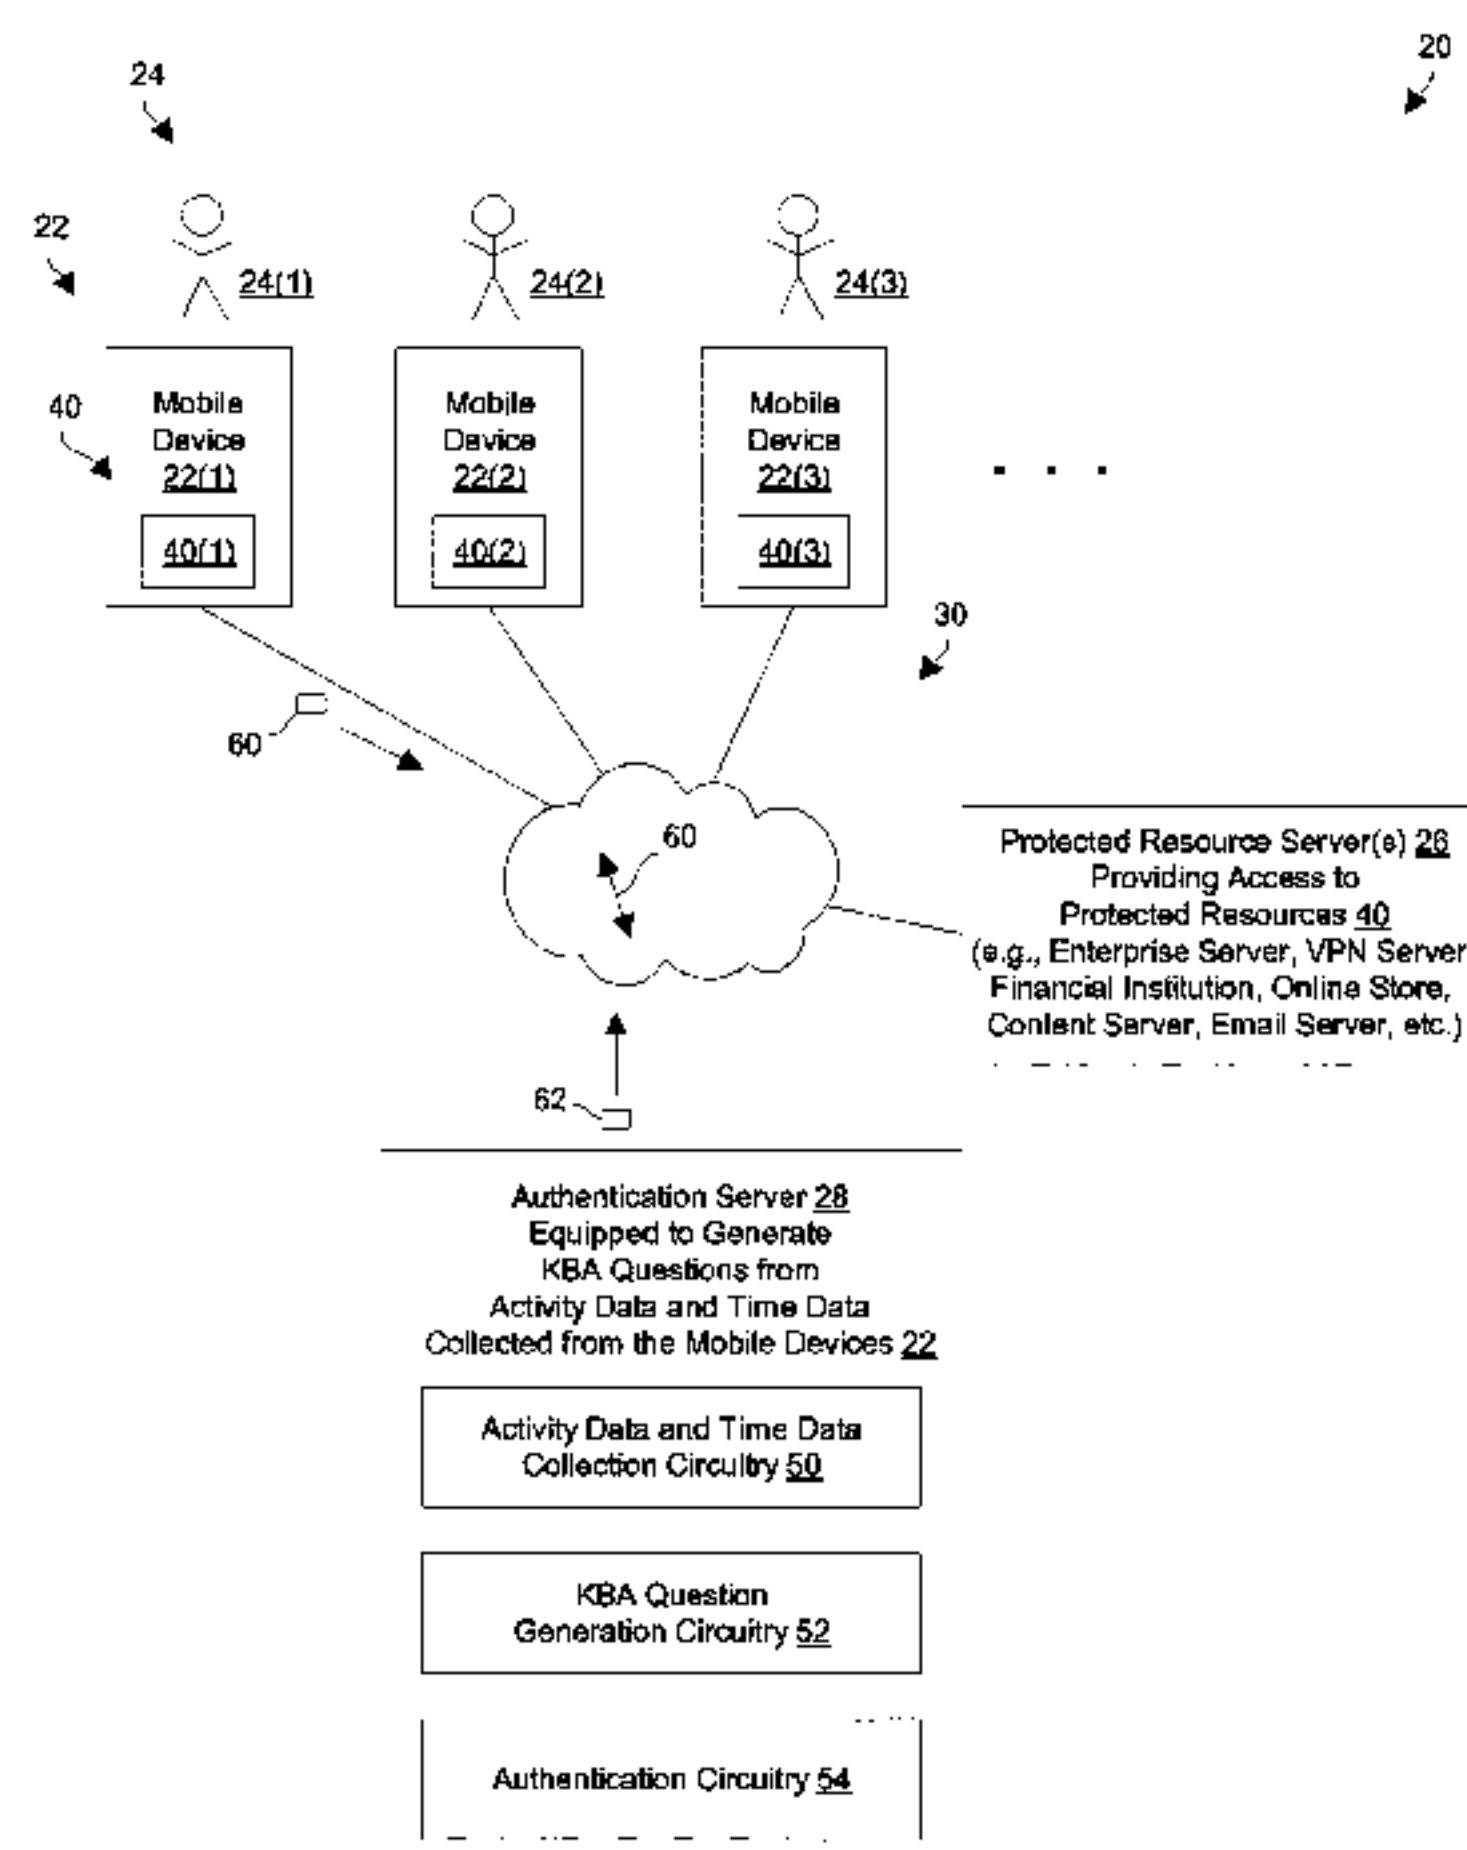 20
24
22
24(1)
24(2)
24(3)
40
Mobile
Device
22(1)
40(1)
Mobile
Device
22(2)
40(2)
Mobile
Device
22(3)
40(3)
. . .
30
60
60
Protected Resource Server(s) 26
Providing Access to
Protected Resources 40
(e.g., Enterprise Server, VPN Server
Financial Institution, Online Store,
Content Server, Email Server, etc.)
62
Authentication Server 28
Equipped to Generate
KBA Questions from
Activity Data and Time Data
Collected from the Mobile Devices 22
Activity Data and Time Data
Collection Circuitry 50
KBA Question
Generation Circuitry 52
Authentication Circuitry 54